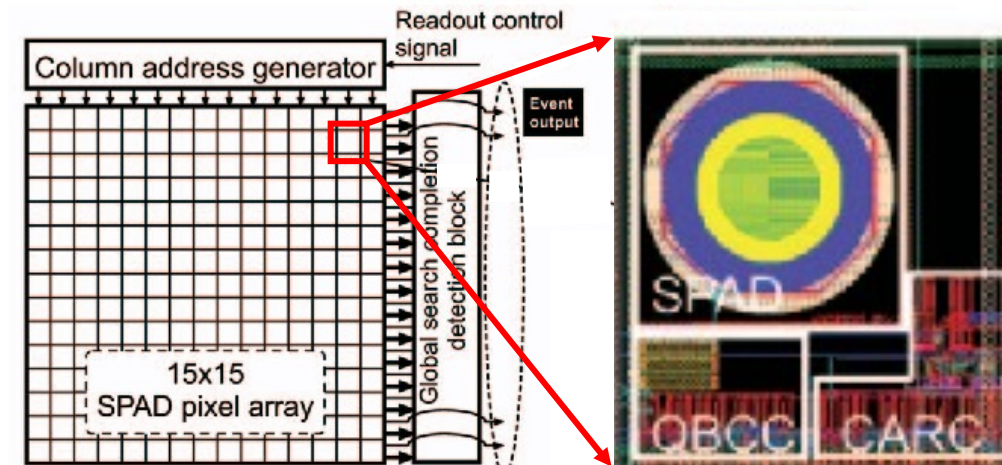 Readout control
signal
Column address generator
Event
output
Global search completion
detection block
15x15
SPAD pixel array
SPAD
QBCC
CARC